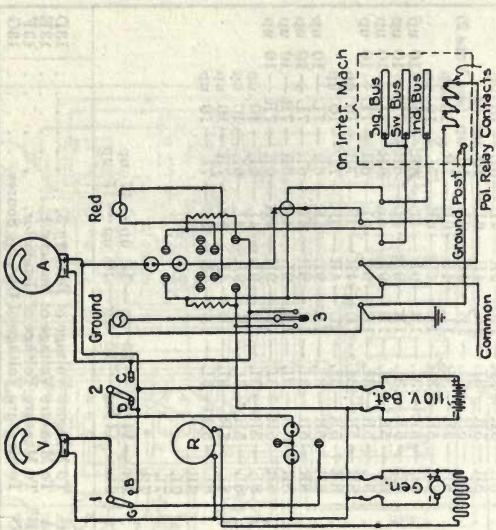 On Inter. Mach
Sig. Bus
Sw Bus
Ind. Bus
Red
A
Ground
Ground Post
Pol. Relay Contacts
3
Common
C
2
D
V
1
B
G
R
110 V. Bat.
Gen.
+
-